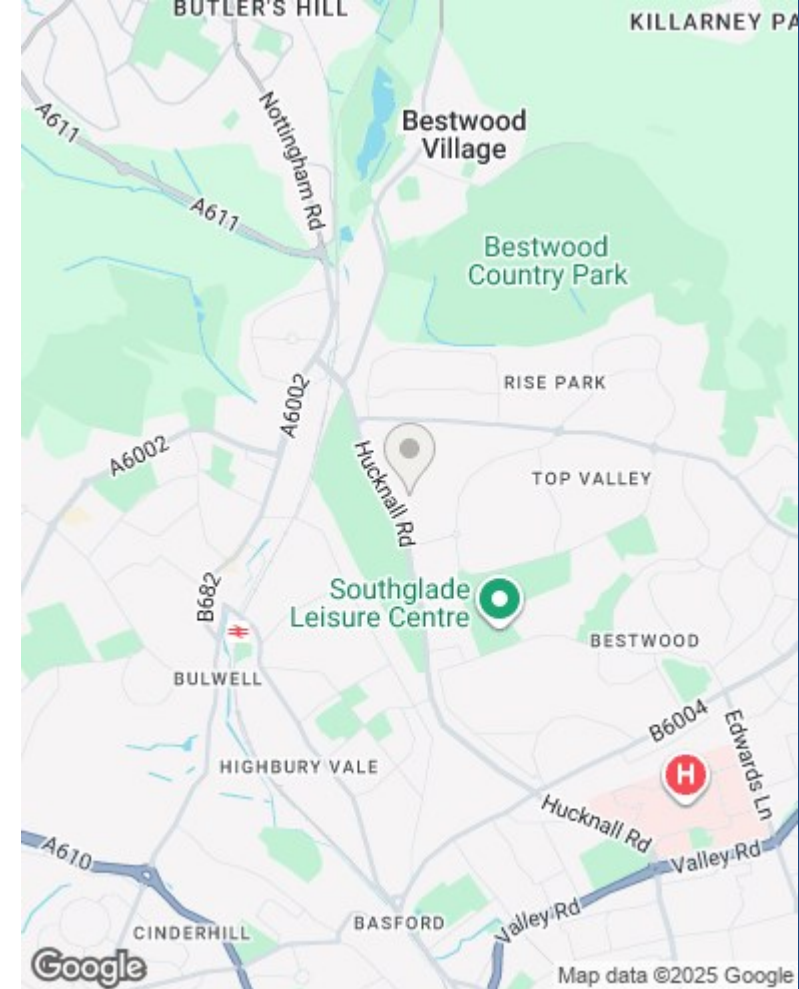 BUTLER'S HILL
KILLARNEY PA
A611
Nottingham Rd
Bestwood
Village
A611
Bestwood
Country Park
A6002
RISE PARK
A6002
Hucknall Rd
TOP VALLEY
B682
Southglade
Leisure Centre
BESTWOOD
BULWELL
B6004
Edwards Ln
HIGHBURY VALE
H
Hucknall Rd
A610
Valley Rd
Valley Rd
BASFORD
CINDERHILL
Google
Map data ©2025 Google